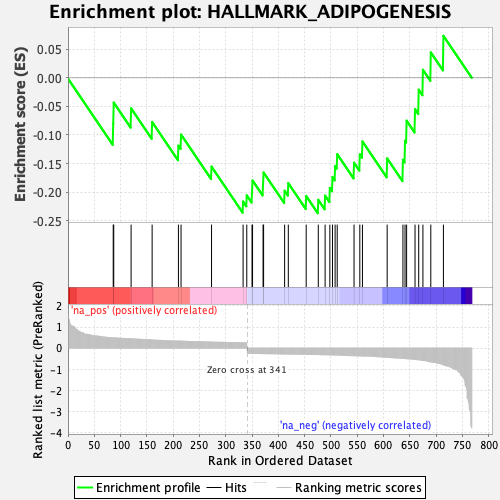 Enrichment plot: HALLMARK_ADIPOGENESIS
Enrichment score (ES)
0.05
0.00
-0.05
-0.10
-0.15
-0.20
-0.25
'na_pos' (positively correlated)
Ranked list metric (PreRanked)
2
1
0
-1
-2
-3
-4
Zero cross at 341
'na_neg' (negatively correlated)
0 50 100 150 200 250 300 350 400 450 500 550 600 650 700 750 800
Rank in Ordered Dataset
Enrichment profile Hits Ranking metric scores